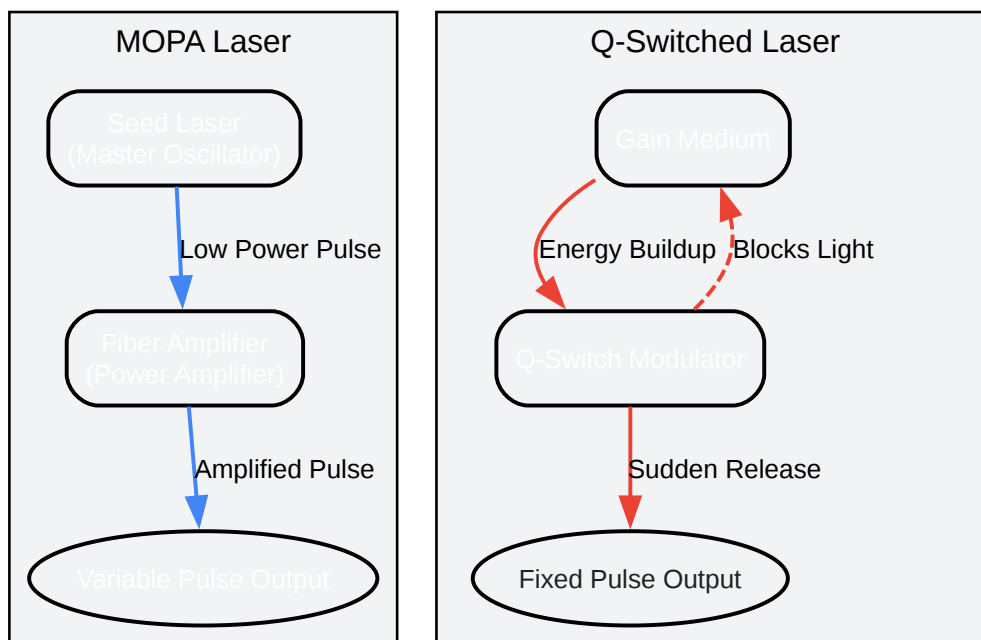 MOPA Laser
Seed Laser
(Master Oscillator)
Low Power Pulse
Fiber Amplifier
(Power Amplifier)
Amplified Pulse
Variable Pulse Output
Q-Switched Laser
Gain Medium
Energy Buildup
Blocks Light
Q-Switch Modulator
Sudden Release
Fixed Pulse Output